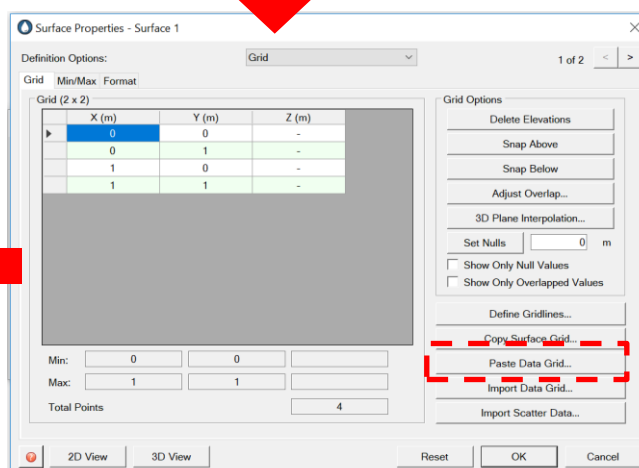 Surface Properties - Surface 1
Definition Options: Grid 1 of 2 < >
Grid Min/Max Format
Grid (2 x 2)
X (m) Y (m) Z (m)
0 0 -
0 1 -
1 0 -
1 1 -
Min: 0 0
Max: 1 1
Total Points 4
Grid Options
Delete Elevations
Snap Above
Snap Below
Adjust Overlap...
3D Plane Interpolation...
Set Nulls 0 m
Show Only Null Values
Show Only Overlapped Values
Define Gridlines...
Copy Surface Grid...
Paste Data Grid...
Import Data Grid...
Import Scatter Data...
2D View 3D View Reset OK Cancel